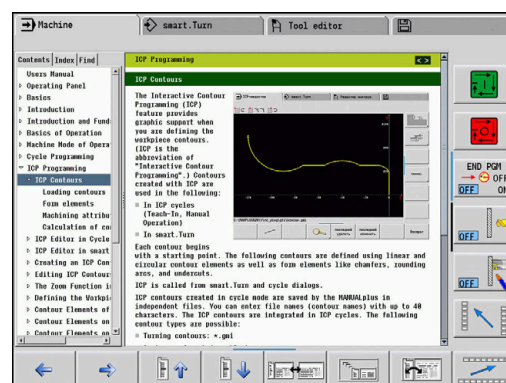 Machine
smart.Turn
Tool editor
Contents Index Find
Users Manual
Operating Panel
Basics
Introduction
Introduction and Fund
Basics of Operation
Machine Mode of Opera
Cycle Programming
ICP Programming
ICP Contours
Loading contours
Form elements
Machining attribu
Calculation of co
ICP Editor in Cycle
ICP Editor in smart
Creating an ICP Con
Editing ICP Contour
The Zoom Function i
Defining the Workpi
Contour Elements of
Contour Elements on
Contour Elements on
ICP Programming
< >
ICP Contours
The Interactive Contour
Programming (ICP)
feature provides
graphic support when
you are defining the
workpiece contours.
(ICP is the
abbreviation of
"Interactive Contour
Programming".) Contours
created with ICP are
used in the following:
In ICP cycles
(Teach-In, Manual
Operation)
In smart.Turn
Each contour begins
with a starting point. The following contours are defined using linear and
circular contour elements as well as form elements like chamfers, rounding
arcs, and undercuts.
ICP is called from smart.Turn and cycle dialogs.
ICP contours created in cycle mode are saved by the MANUALplus in
independent files. You can enter file names (contour names) with up to 40
characters. The ICP contours are integrated in ICP cycles. The following
contour types are possible:
Turning contours: *.gmi
smart.Turn
END PGM
OFF
OFF ON
OFF
OFF